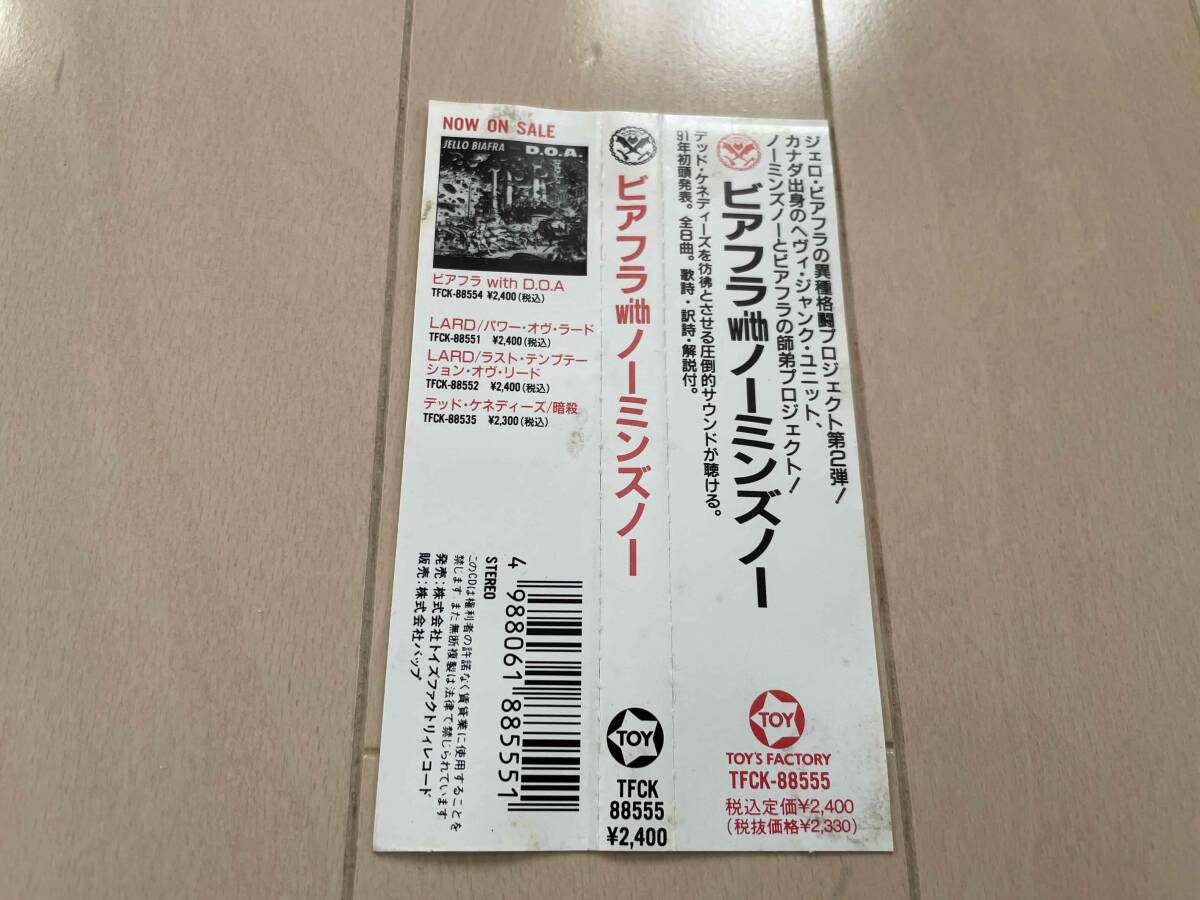 NOW ON SALE
JELLO BIAFRA D.O.A.
ビアフラ with D.O.A
TFCK-88554 ¥2,400(税込)
LARD/パワー・オヴ・ラード
TFCK-88551 ¥2,400(税込)
LARD/ラスト・テンプテー
ション・オヴ・リード
TFCK-88552 ¥2,400(税込)
デッド・ケネディーズ/暗殺
TFCK-88535 ¥2,300(税込)
4 988061 885551
STEREO
このCDは権利者の許諾なく賃貸業に使用することを
禁じます また無断複製は法律で禁じられています
発売:株式会社トイズファクトリィレコード
販売:株式会社バップ
ビアフラwithノーミンズノー
TOY
TFCK
88555
¥2,400
ジェロ・ビアフラの異種格闘プロジェクト第2弾!
カナダ出身のヘヴィ・ジャンク・ユニット、
ノーミンズノーとビアフラの師弟プロジェクト!
ビアフラwithノーミンズノー
デッド・ケネディーズを彷彿とさせる圧倒的サウンドが聴ける。
91年初頭発表。全8曲。歌詩・訳詩・解説付。
TOY
TOY'S FACTORY
TFCK-88555
税込定価¥2,400
(税抜価格¥2,330)